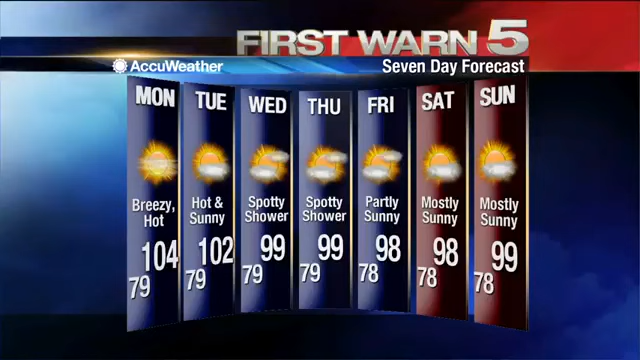 FIRST WARN 5
AccuWeather
Seven Day Forecast
MON
Breezy,
Hot
104
79
TUE
Hot &
Sunny
102
79
WED
Spotty
Shower
99
79
THU
Spotty
Shower
99
79
FRI
Partly
Sunny
98
78
SAT
Mostly
Sunny
98
78
SUN
Mostly
Sunny
99
78